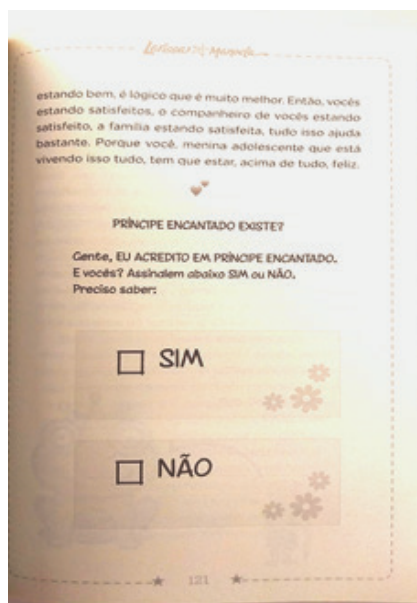 estando bem, é lógico que é muito melhor. Então, vocês
estando satisfeitos, o companheiro de vocês estando
satisfeito, a família estando satisfeita, tudo isso ajuda
bastante. Porque você, menina adolescente que está
vivendo isso tudo, tem que estar, acima de tudo, feliz.
PRÍNCIPE ENCANTADO EXISTE?
Gente, EU ACREDITO EM PRÍNCIPE ENCANTADO.
E vocês? Assinalem abaixo SIM ou NÃO.
Preciso saber:
SIM
NÃO
121